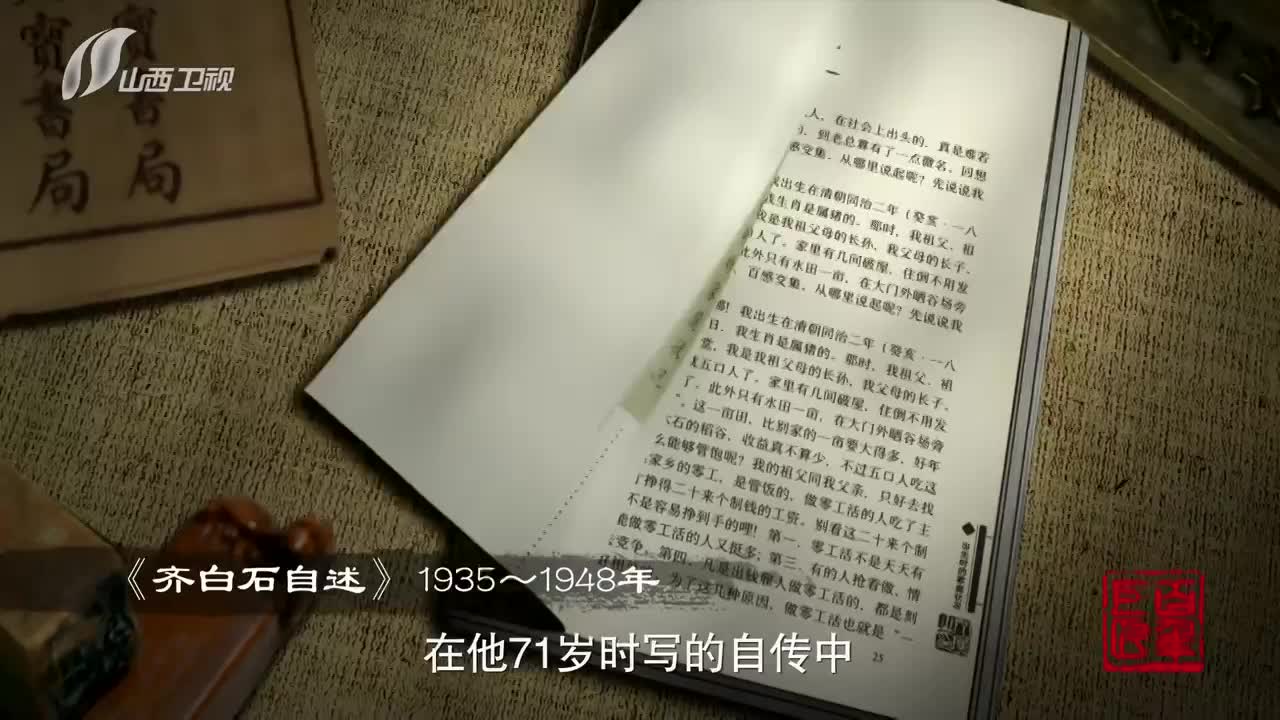 山西卫视
寳書局
寳書局
人，在社会上出头的，真是难若
到老总算有了一点微名。回想
感交集，从哪里说起呢？先说说我
我出生在清朝同治二年（癸亥·一八
我生肖是属猪的。那时，我祖父、祖
我是我祖父母的长孙，我父母的长子，
人了。家里有几间破屋，住倒不用发
此外只有水田一亩，在大门外晒谷场旁
百感交集，从哪里说起呢？先说说我
我出生在清朝同治二年（癸亥·一八
日。我生肖是属猪的。那时，我祖父、祖
堂，我是我祖父母的长孙，我父母的长子，
五口人了。家里有几间破屋，住倒不用发
了。此外只有水田一亩，在大门外晒谷场旁
。这一亩田，比别家的一亩要大得多，好年
石的稻谷，收益真不算少，不过五口人吃这
么能够管饱呢？我的祖父同我父亲，只好去找
家乡的零工，是管饭的，做零工活的人吃了主
挣得二十来个制钱的工资。别看这二十来个制
不是容易挣到手的哩！第一，零工活不是天天有
能做零工活的人又挺多；第三，有的人抢着做，情
竞争，第四，凡是出钱雇人做零工活的，都是刻
为了这几种原因，做零工活也就是“一
25
《齐白石自述》 1935～1948年
在他71岁时写的自传中